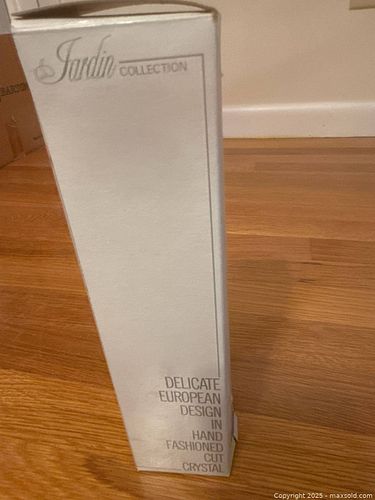 Jardin COLLECTION
DELICATE
EUROPEAN
DESIGN
IN
HAND
FASHIONED
CUT
CRYSTAL
Copyright 2025 - maxsold.com